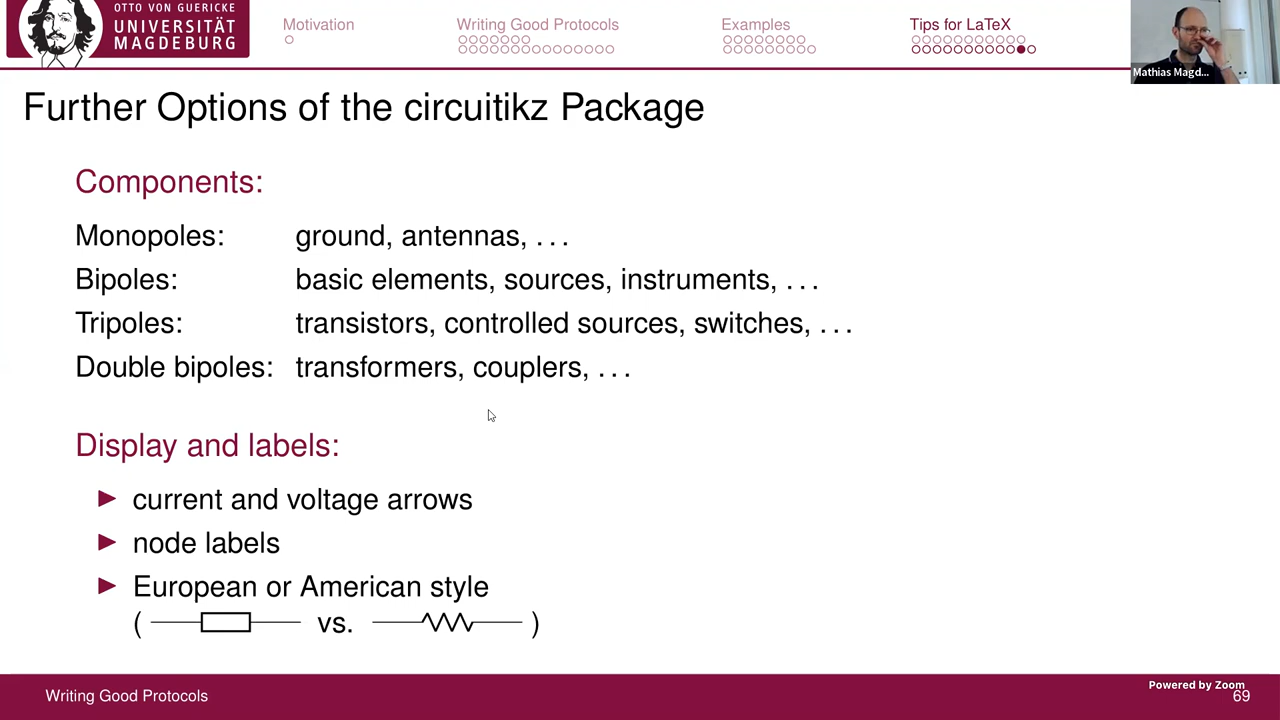 OTTO VON GUERICKE
UNIVERSITÄT
MAGDEBURG
Motivation
Writing Good Protocols
Examples
Tips for LaTeX
Mathias Magd...
Further Options of the circuitikz Package
Components:
Monopoles: ground, antennas, . . .
Bipoles: basic elements, sources, instruments, . . .
Tripoles: transistors, controlled sources, switches, . . .
Double bipoles: transformers, couplers, . . .
Display and labels:
current and voltage arrows
node labels
European or American style
( vs. )
Writing Good Protocols
Powered by Zoom
69